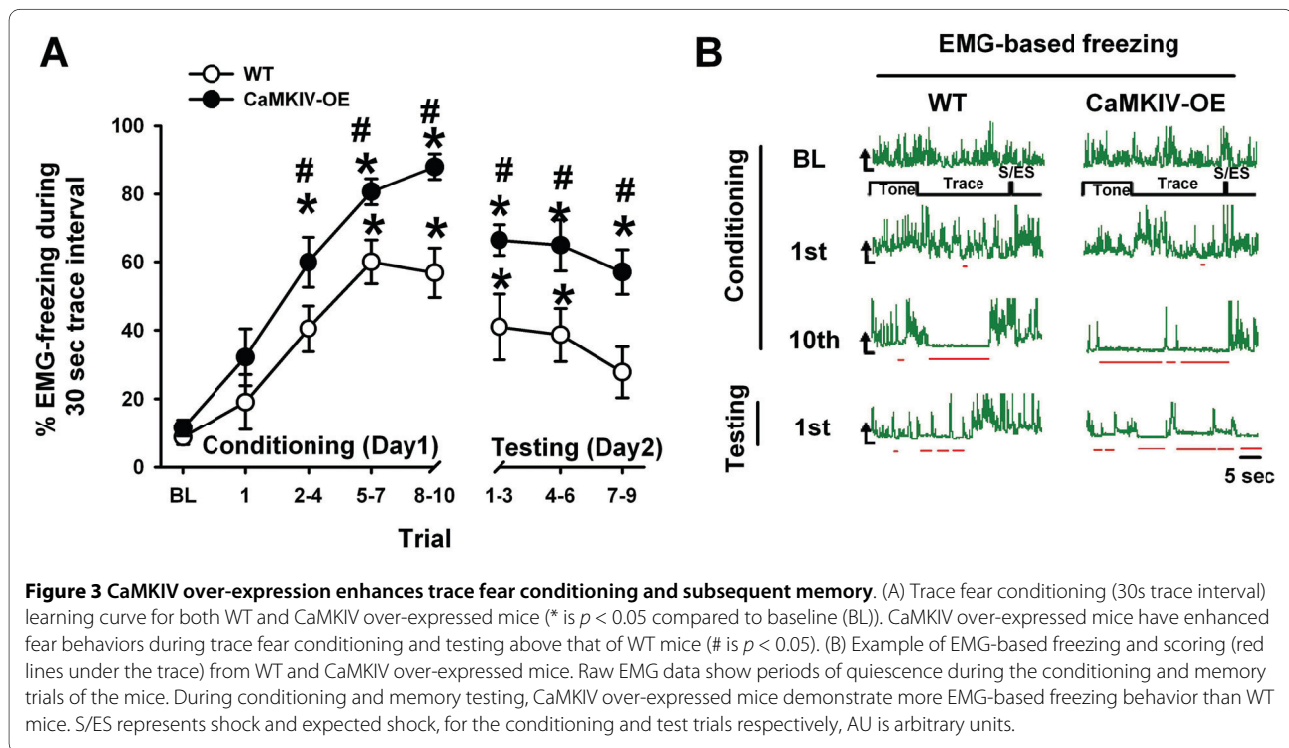 A
WT
CaMKIV-OE
% EMG-freezing during
30 sec trace interval
100
80
60
40
20
0
# # # # #
* * * * * *
* * * *
Conditioning (Day1)
Testing (Day2)
BL 1 2-4 5-7 8-10 1-3 4-6 7-9
Trial
B
EMG-based freezing
WT CaMKIV-OE
Conditioning
BL
Tone Trace S/ES Tone Trace S/ES
1st
10th
Testing
1st
5 sec
Figure 3 CaMKIV over-expression enhances trace fear conditioning and subsequent memory. (A) Trace fear conditioning (30s trace interval)
learning curve for both WT and CaMKIV over-expressed mice (* is p < 0.05 compared to baseline (BL)). CaMKIV over-expressed mice have enhanced
fear behaviors during trace fear conditioning and testing above that of WT mice (# is p < 0.05). (B) Example of EMG-based freezing and scoring (red
lines under the trace) from WT and CaMKIV over-expressed mice. Raw EMG data show periods of quiescence during the conditioning and memory
trials of the mice. During conditioning and memory testing, CaMKIV over-expressed mice demonstrate more EMG-based freezing behavior than WT
mice. S/ES represents shock and expected shock, for the conditioning and test trials respectively, AU is arbitrary units.